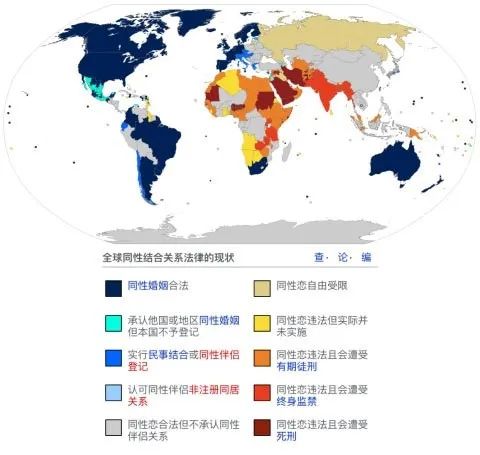 全球同性结合关系法律的现状 查· 论· 编
同性婚姻合法
承认他国或地区同性婚姻
但本国不予登记
实行民事结合或同性伴侣
登记
认可同性伴侣非注册同居
关系
同性恋合法但不承认同性
伴侣关系
同性恋自由受限
同性恋违法但实际并
未实施
同性恋违法且会遭受
有期徒刑
同性恋违法且会遭受
终身监禁
同性恋违法且会遭受
死刑